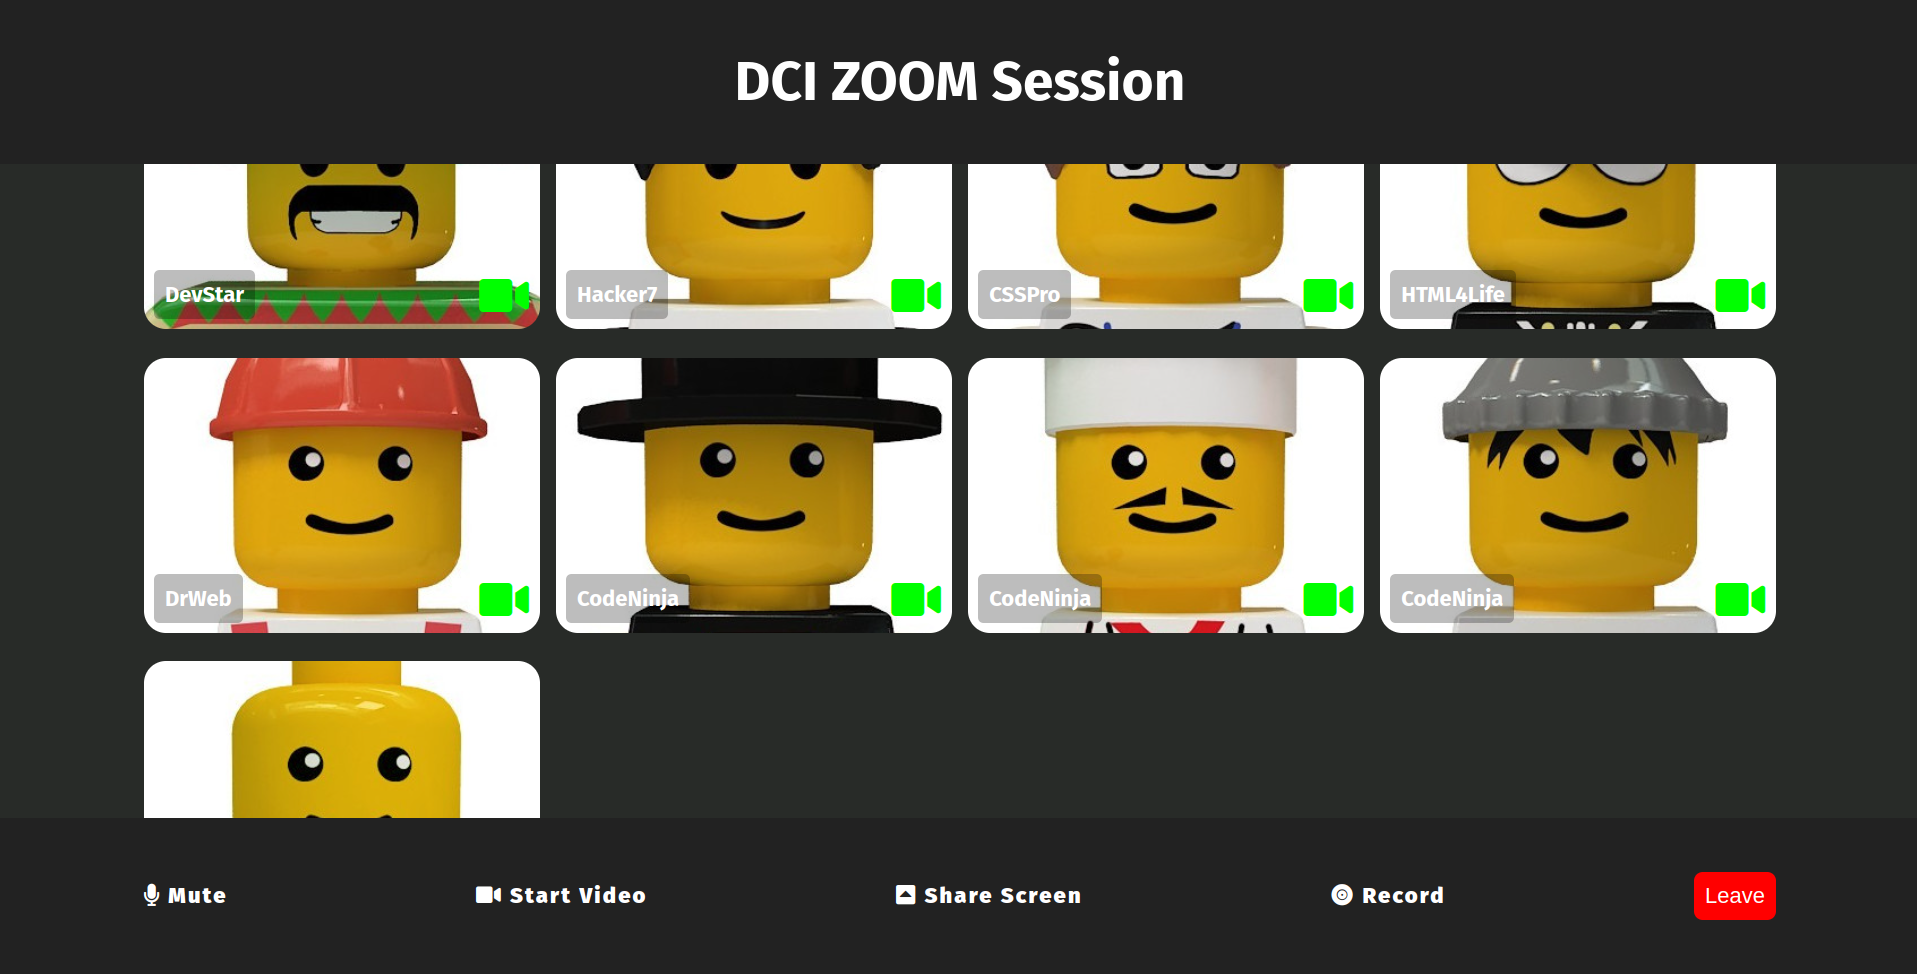 DCI ZOOM Session
DevStar
Hacker7
CSSPro
HTML4Life
DrWeb
CodeNinja
CodeNinja
CodeNinja
Mute
Start Video
Share Screen
Record
Leave